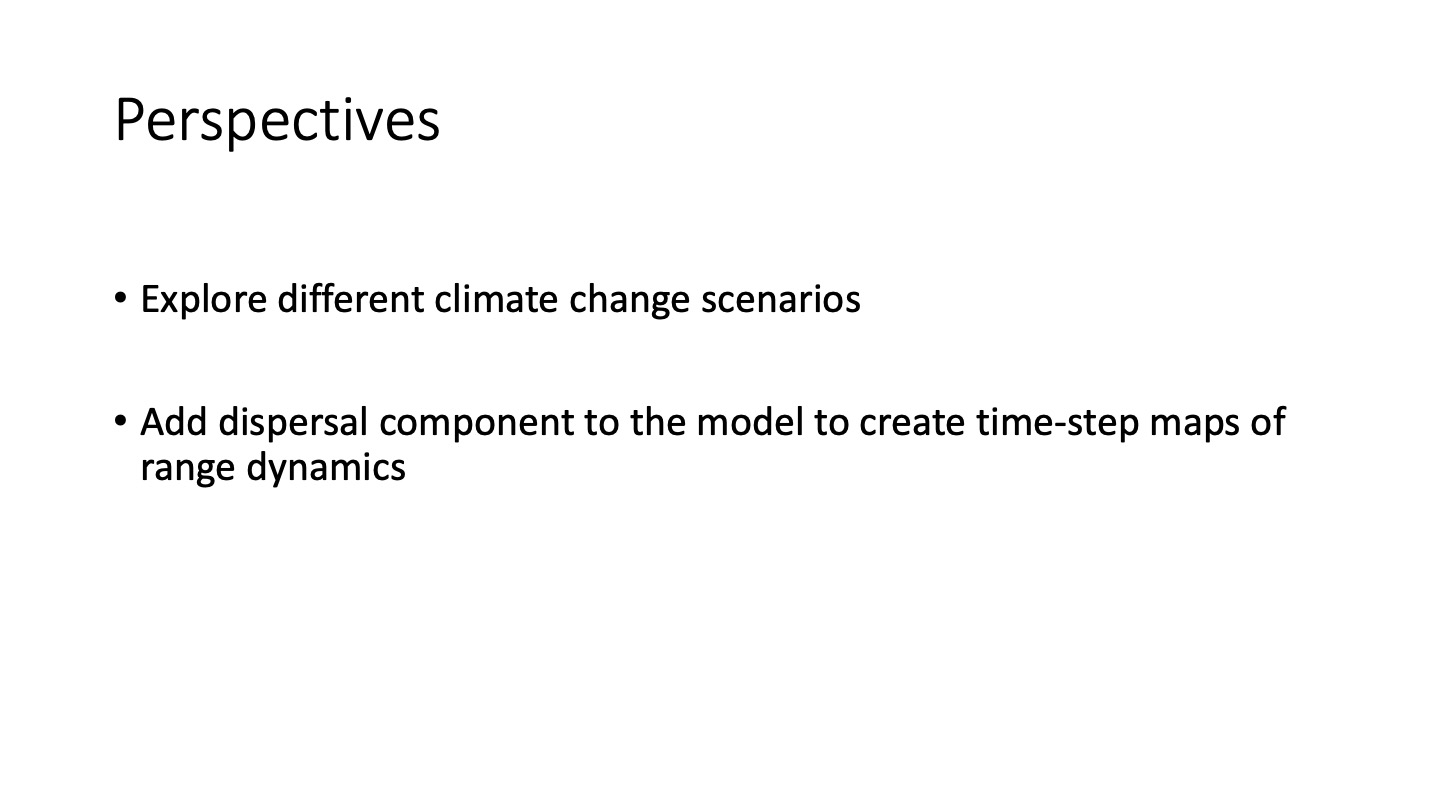 Perspectives
• Explore different climate change scenarios
• Add dispersal component to the model to create time-step maps of
range dynamics